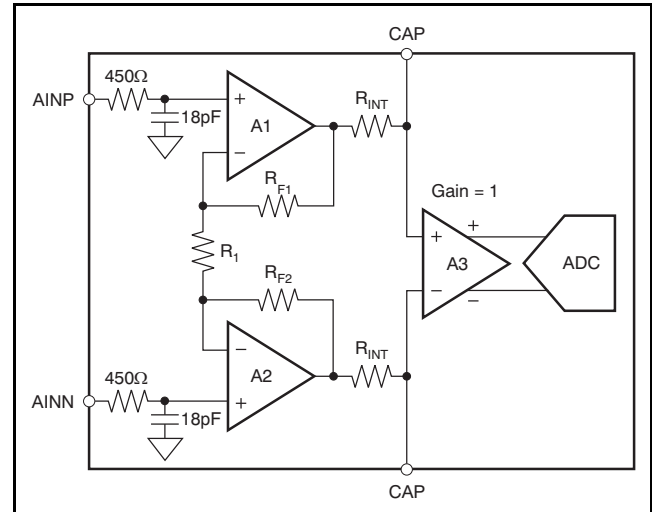 CAP
450Ω
AINP
18pF
+
A1
−
R_INT
R_F1
Gain = 1
R_1
+
+
A3
−
−
ADC
R_F2
−
A2
+
R_INT
450Ω
AINN
18pF
CAP